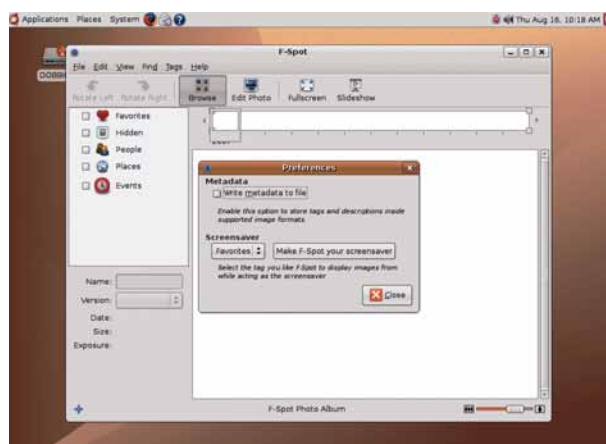 Applications Places System
Thu Aug 16, 10:18 AM
F-Spot
File Edit View Find Tags Help
Rotate Left Rotate Right Browse Edit Photo Fullscreen Slideshow
Favorites
Hidden
People
Places
Events
Preferences
Metadata
Write metadata to file
Enable this option to store tags and descriptions inside
supported image formats
Screensaver
Favorites Make F-Spot your screensaver
Select the tag you like F-Spot to display images from
while acting as the screensaver
Close
Name:
Version:
Date:
Size:
Exposure:
F-Spot Photo Album